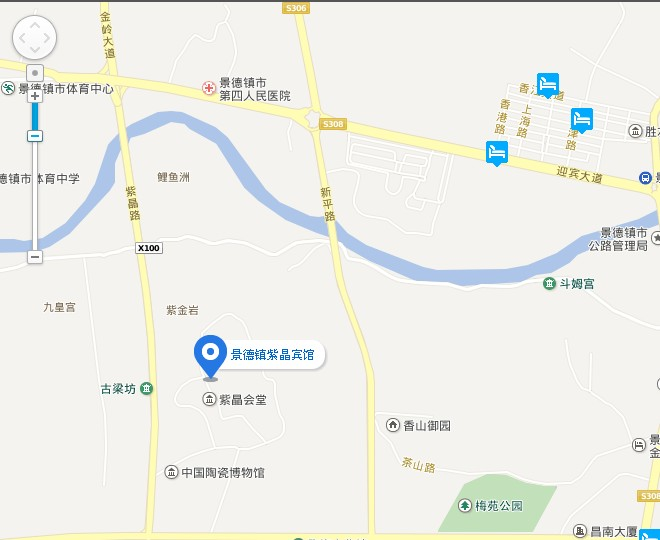 S306
金岭大道
景德镇市体育中心
景德镇市
第四人民医院
S308
香港路
上海路
迎宾大道
胜
德镇市体育中学
鲤鱼洲
紫晶路
新平路
X100
景德镇市
公路管理局
斗姆宫
九皇宫
紫金岩
景德镇紫晶宾馆
古梁坊
紫晶会堂
香山御园
茶山路
中国陶瓷博物馆
景
金
S308
梅苑公园
昌南大厦